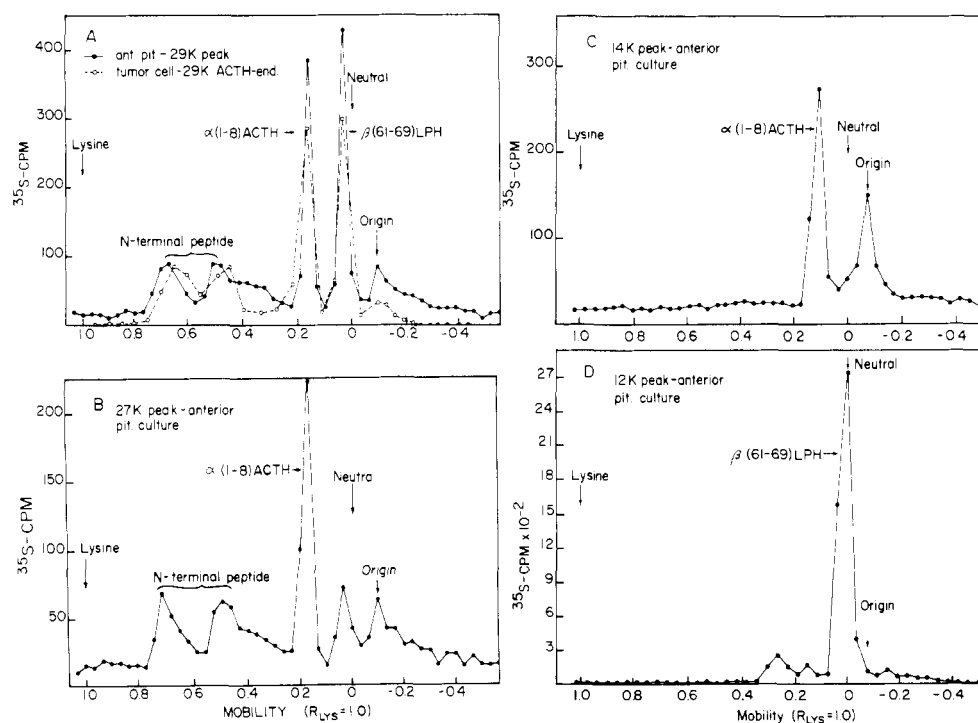 A
ant pit - 29K peak
tumor cell - 29K ACTH-end.
400
300
200
100
35S-CPM
Lysine
N-terminal peptide
α(1-8)ACTH→
Neutral
←β(61-69)LPH
Origin
1.0 0.8 0.6 0.4 0.2 0 -0.2 -0.4
B
27K peak-anterior
pit. culture
200
150
100
50
35S-CPM
Lysine
N-terminal peptide
α(1-8)ACTH→
Neutra
Origin
1.0 0.8 0.6 0.4 0.2 0 -0.2 -0.4
MOBILITY (RLYS=1.0)
C
14K peak-anterior
pit. culture
300
200
100
35S-CPM
Lysine
α(1-8)ACTH→
Neutral
Origin
1.0 0.8 0.6 0.4 0.2 0 -0.2 -0.4
D
12K peak-anterior
pit. culture
27
24
21
18
15
12
9
6
3
35S-CPM x 10-2
Lysine
β(61-69)LPH→
Neutral
Origin
1.0 0.8 0.6 0.4 0.2 0 -0.2 -0.4
Mobility (RLYS=1.0)